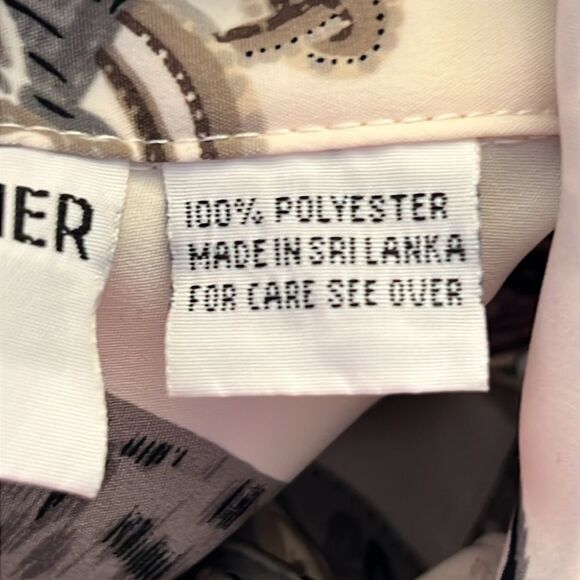 IER
100% POLYESTER
MADE IN SRI LANKA
FOR CARE SEE OVER